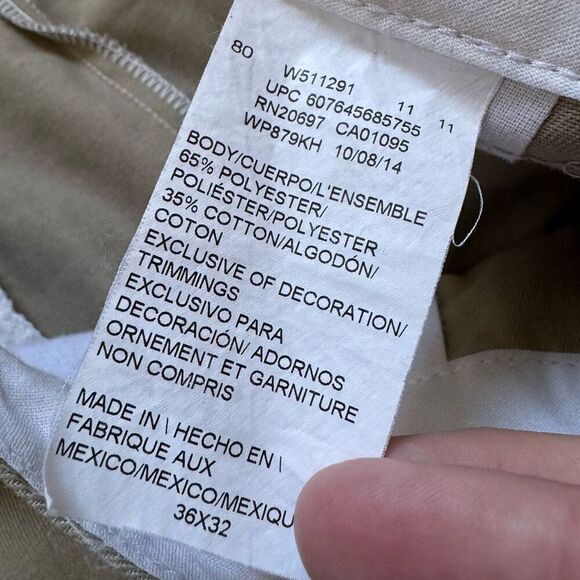 80
W511291 11 11
UPC 607645685755
RN20697 CA01095
WP879KH 10/08/14
BODY/CUERPO/L'ENSEMBLE
65% POLYESTER/
POLIÉSTER/POLYESTER
35% COTTON/ALGODÓN/
COTON
EXCLUSIVE OF DECORATION/
TRIMMINGS
EXCLUSIVO PARA
DECORACIÓN/ ADORNOS
ORNEMENT ET GARNITURE
NON COMPRIS
MADE IN \ HECHO EN \
FABRIQUE AUX
MEXICO/MEXICO/MEXIQU
36X32